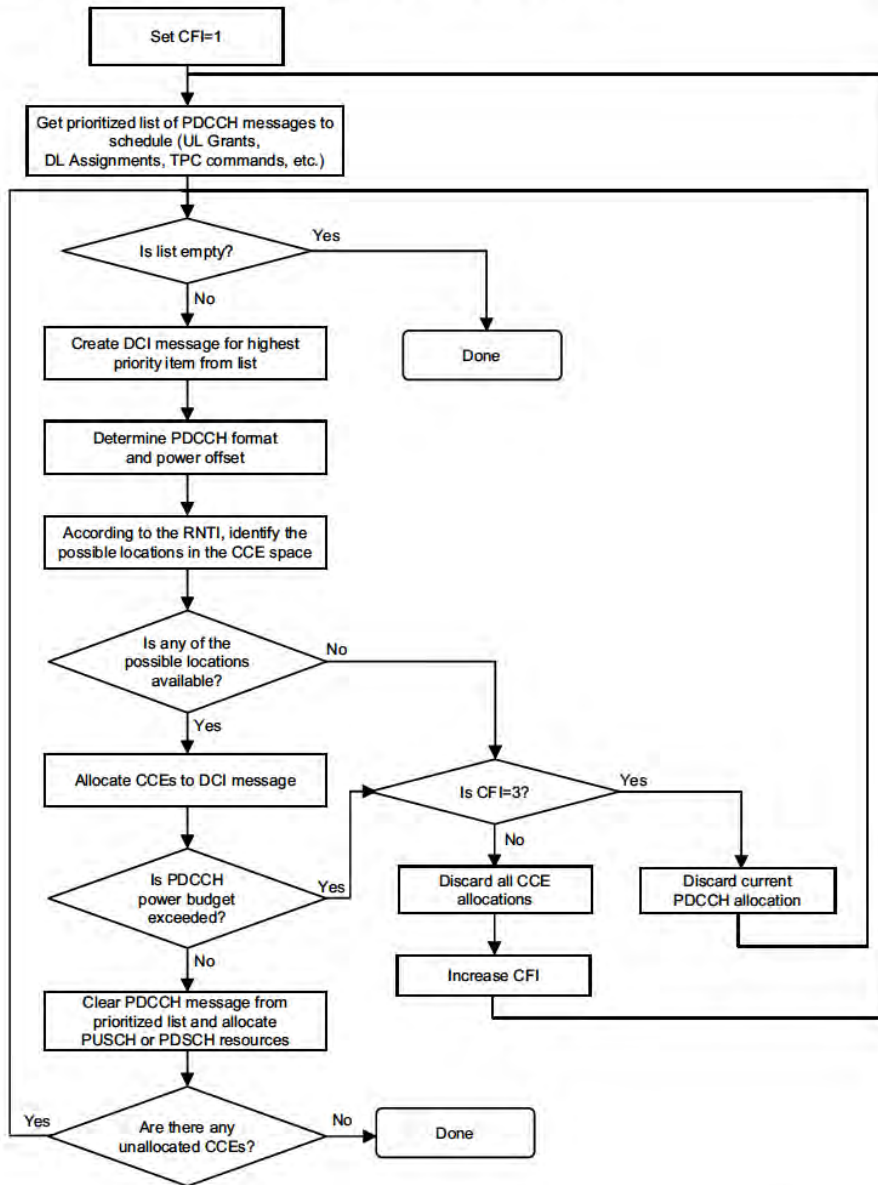 Set CFI=1
Get prioritized list of PDCCH messages to
schedule (UL Grants,
DL Assignments, TPC commands, etc.)
Is list empty?
Yes
No
Create DCI message for highest
priority item from list
Done
Determine PDCCH format
and power offset
According to the RNTI, identify the
possible locations in the CCE space
Is any of the
possible locations
available?
No
Yes
Allocate CCEs to DCI message
Is CFI=3?
Yes
No
Is PDCCH
power budget
exceeded?
Yes
No
Discard all CCE
allocations
Discard current
PDCCH allocation
Increase CFI
Clear PDCCH message from
prioritized list and allocate
PUSCH or PDSCH resources
Are there any
unallocated CCEs?
Yes
No
Done